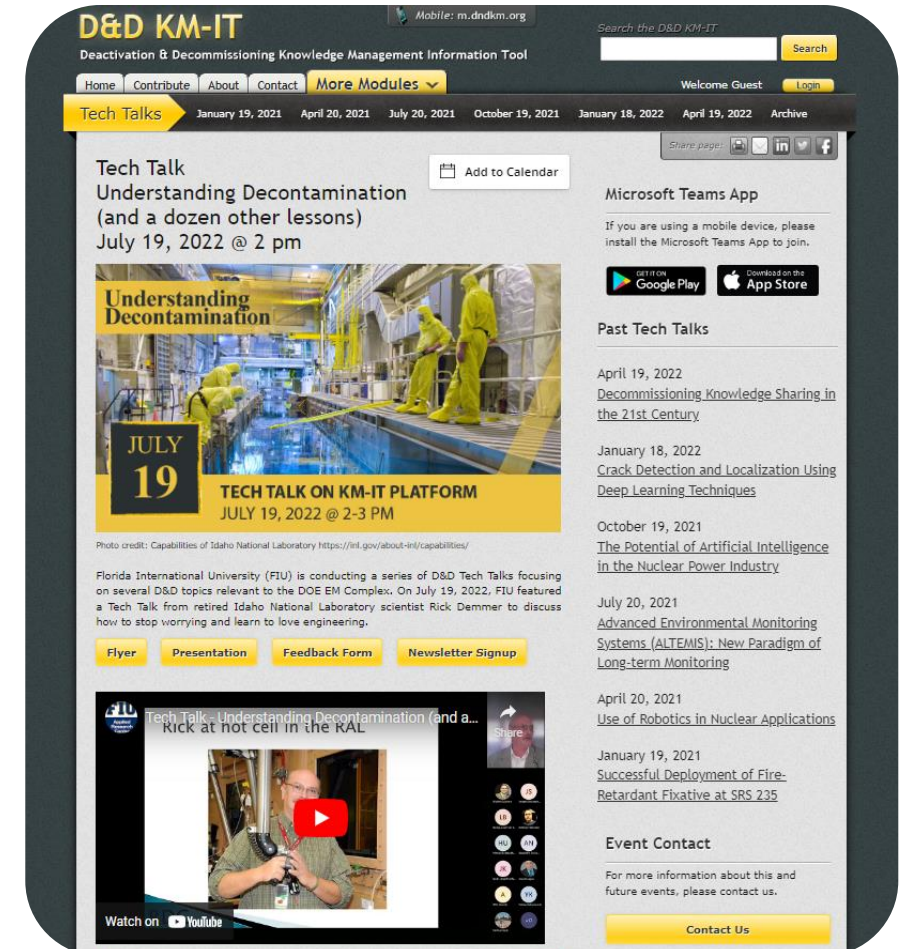 D&D KM-IT
Deactivation & Decommissioning Knowledge Management Information Tool
Mobile: m.dndkm.org
Search the D&D KM-IT
Search
Home Contribute About Contact More Modules
Welcome Guest Login
Tech Talks January 19, 2021 April 20, 2021 July 20, 2021 October 19, 2021 January 18, 2022 April 19, 2022 Archive
Share page:
Tech Talk
Understanding Decontamination
(and a dozen other lessons)
July 19, 2022 @ 2 pm
Add to Calendar
Understanding
Decontamination
JULY
19
TECH TALK ON KM-IT PLATFORM
JULY 19, 2022 @ 2-3 PM
Photo credit: Capabilities of Idaho National Laboratory https://inl.gov/about-inl/capabilities/
Florida International University (FIU) is conducting a series of D&D Tech Talks focusing
on several D&D topics relevant to the DOE EM Complex. On July 19, 2022, FIU featured
a Tech Talk from retired Idaho National Laboratory scientist Rick Demmer to discuss
how to stop worrying and learn to love engineering.
Flyer Presentation Feedback Form Newsletter Signup
FIU
Applied
Research
Center
Tech Talk - Understanding Decontamination (and a...
Share
Rick at hot cell in the RAL
JS
LB
HU AN
JK
A YK
Watch on YouTube
Microsoft Teams App
If you are using a mobile device, please
install the Microsoft Teams App to join.
GET IT ON
Google Play
Download on the
App Store
Past Tech Talks
April 19, 2022
Decommissioning Knowledge Sharing in
the 21st Century
January 18, 2022
Crack Detection and Localization Using
Deep Learning Techniques
October 19, 2021
The Potential of Artificial Intelligence
in the Nuclear Power Industry
July 20, 2021
Advanced Environmental Monitoring
Systems (ALTEMIS): New Paradigm of
Long-term Monitoring
April 20, 2021
Use of Robotics in Nuclear Applications
January 19, 2021
Successful Deployment of Fire-
Retardant Fixative at SRS 235
Event Contact
For more information about this and
future events, please contact us.
Contact Us